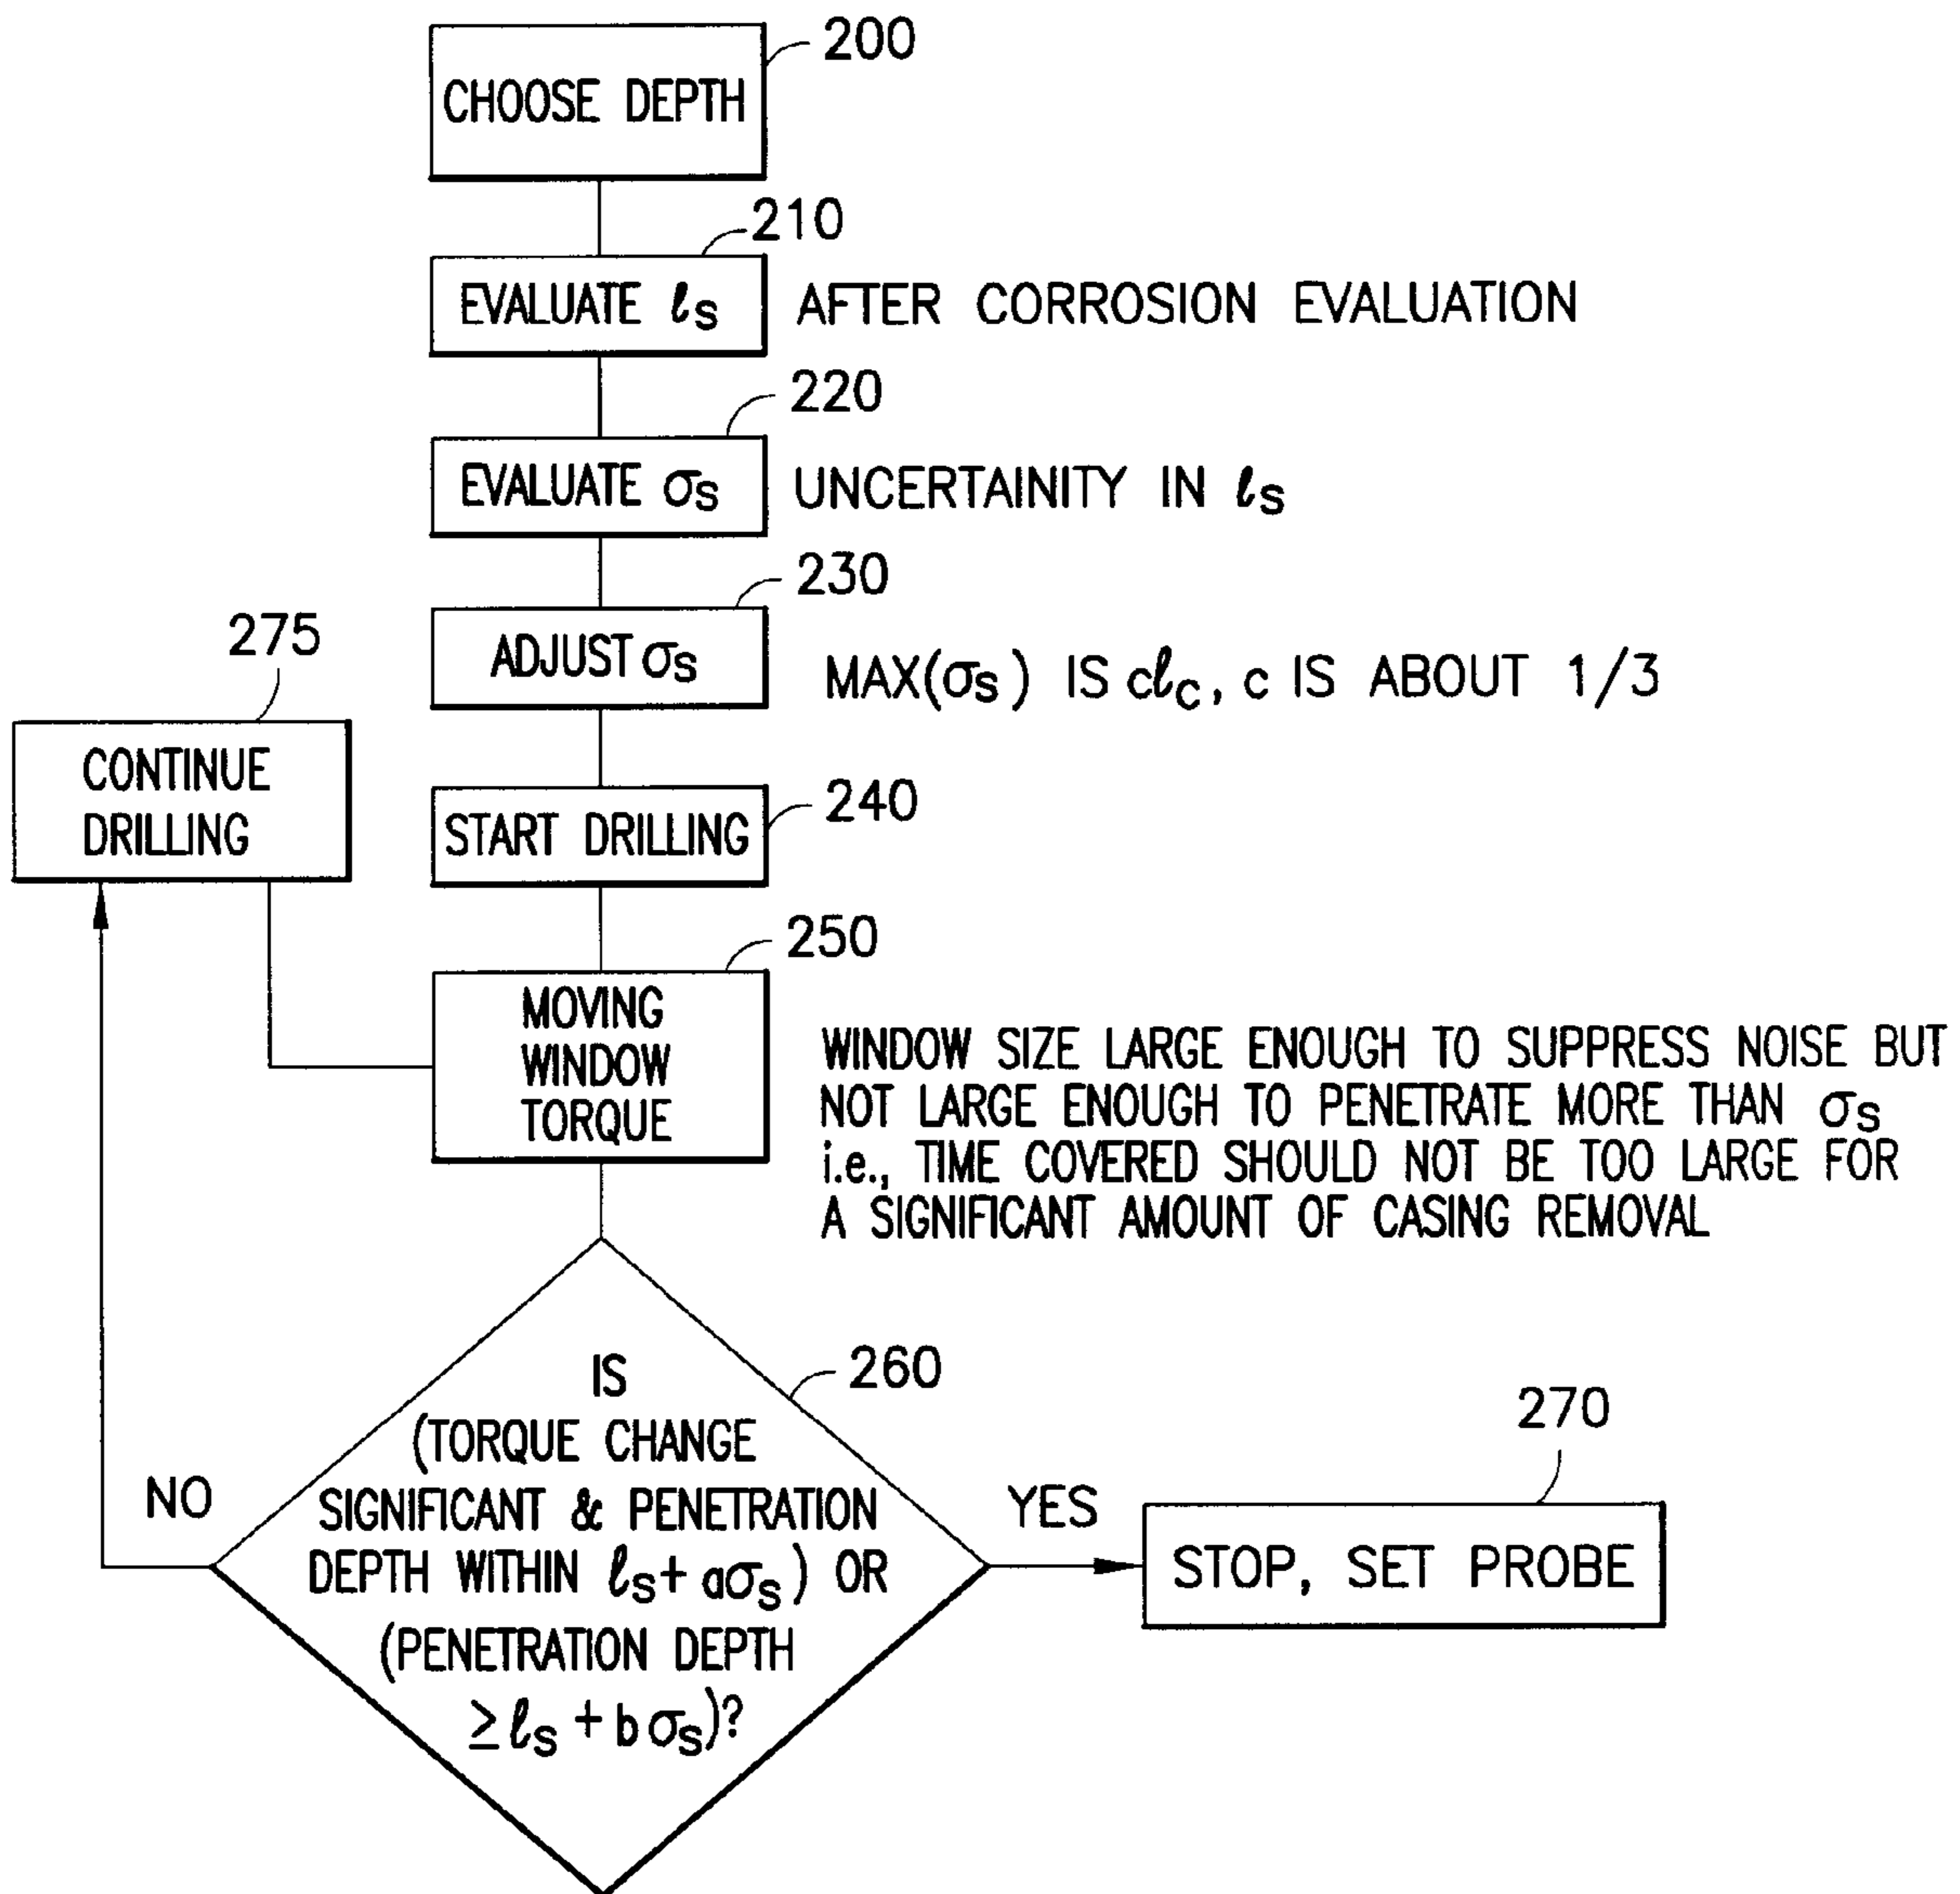 200
CHOOSE DEPTH
210
EVALUATE ℓs AFTER CORROSION EVALUATION
220
EVALUATE σs UNCERTAINITY IN ℓs
230
ADJUST σs MAX(σs) IS cℓc, c IS ABOUT 1/3
275
CONTINUE
DRILLING
240
START DRILLING
250
MOVING
WINDOW
TORQUE
WINDOW SIZE LARGE ENOUGH TO SUPPRESS NOISE BUT
NOT LARGE ENOUGH TO PENETRATE MORE THAN σs
i.e., TIME COVERED SHOULD NOT BE TOO LARGE FOR
A SIGNIFICANT AMOUNT OF CASING REMOVAL
260
IS
(TORQUE CHANGE
SIGNIFICANT & PENETRATION
DEPTH WITHIN ℓs+ aσs) OR
(PENETRATION DEPTH
≥ℓs + bσs)?
NO
YES
270
STOP, SET PROBE